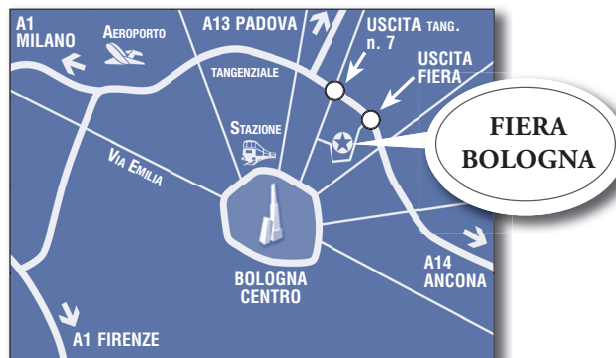 A1
MILANO
AEROPORTO
A13 PADOVA
USCITA TANG.
n. 7
USCITA
FIERA
TANGENZIALE
STAZIONE
FIERA
BOLOGNA
VIA EMILIA
BOLOGNA
CENTRO
A14
ANCONA
A1 FIRENZE